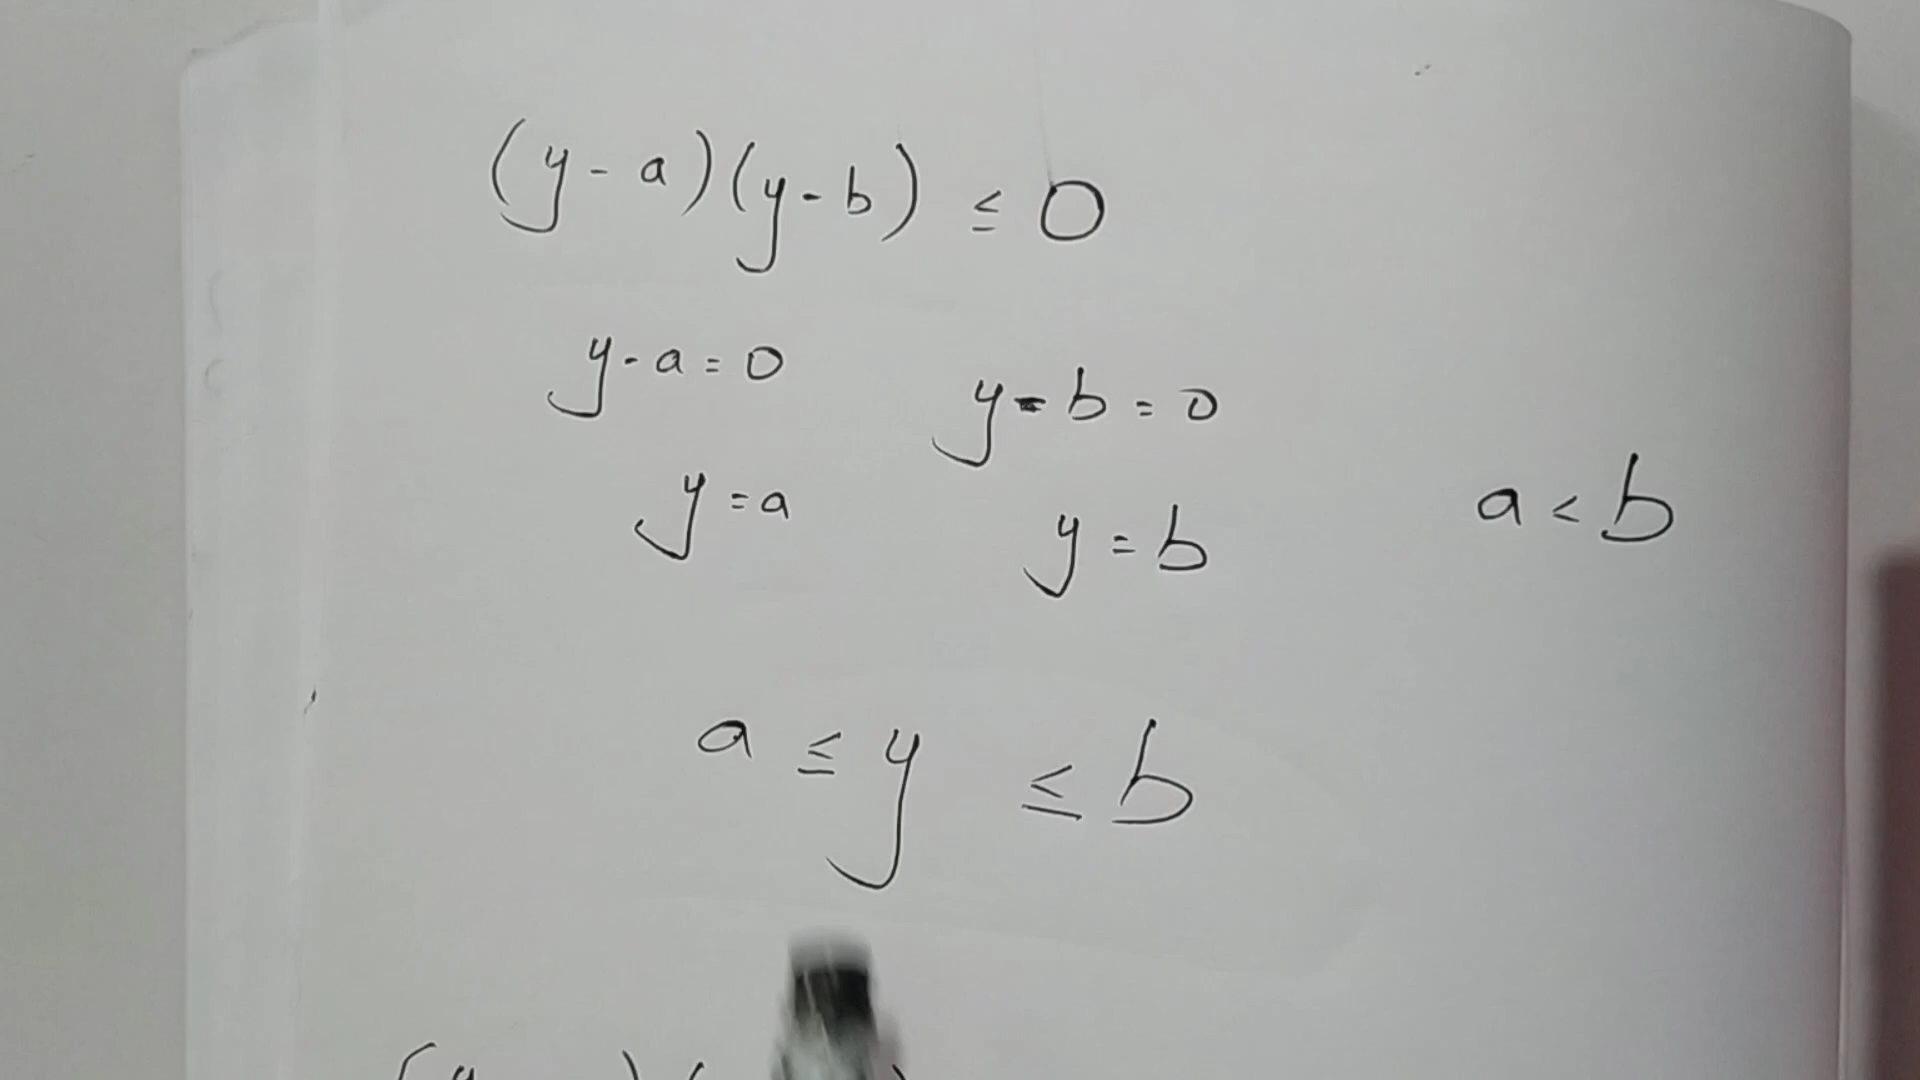 (y - a)(y - b) ≤ 0
y - a = 0 y - b = 0
y = a y = b a < b
a ≤ y ≤ b